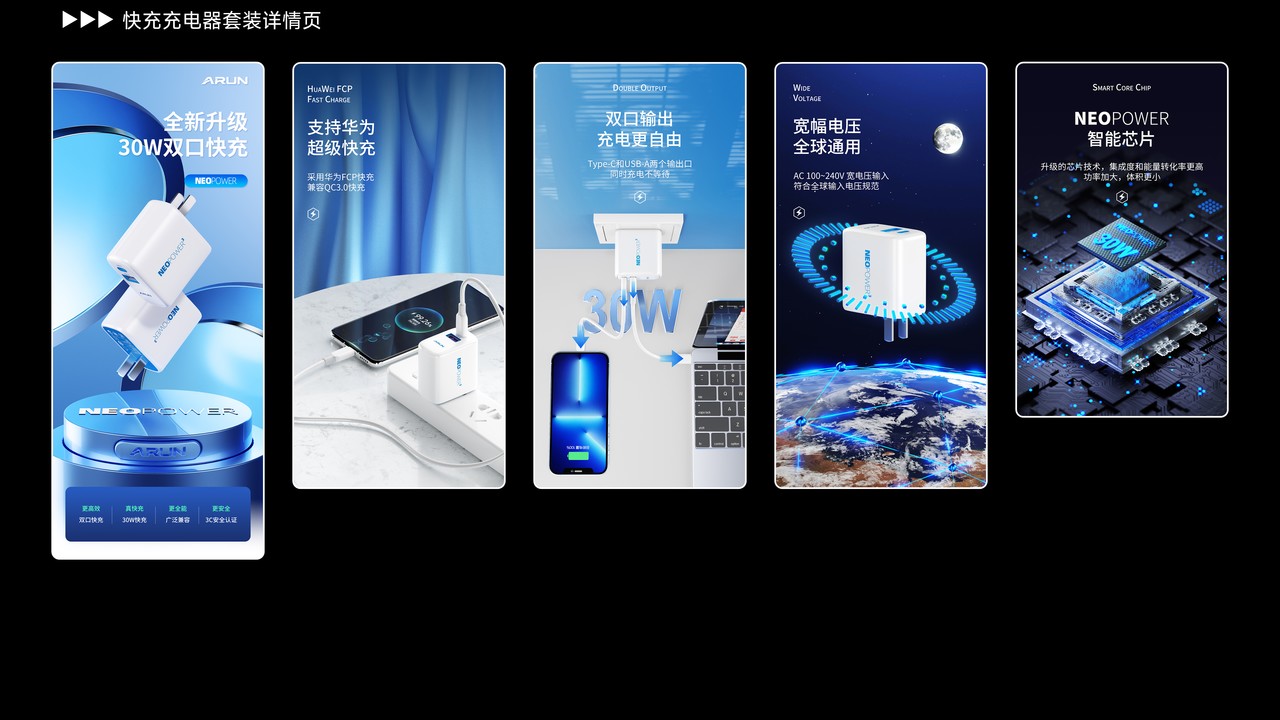 快充充电器套装详情页
ARUN
全新升级
30W双口快充
NEOPOWER
NEOPOWER
ARUN
NEOPOWER
NEOPOWER
ARUN
更高效
真快充
更全能
更安全
双口快充
30W快充
广泛兼容
3C安全认证
HUAWEI FCP
FAST CHARGE
支持华为
超级快充
采用华为FCP快充
兼容QC3.0快充
NEOPOWER
DOUBLE OUTPUT
双口输出
充电更自由
Type-C和USB-A两个输出口
同时充电不等待
30W
WIDE
VOLTAGE
宽幅电压
全球通用
AC 100~240V 宽电压输入
符合全球输入电压规范
NEOPOWER
SMART CORE CHIP
NEOPOWER
智能芯片
升级的芯片技术，集成度和能量转化率更高
功率加大，体积更小
30W